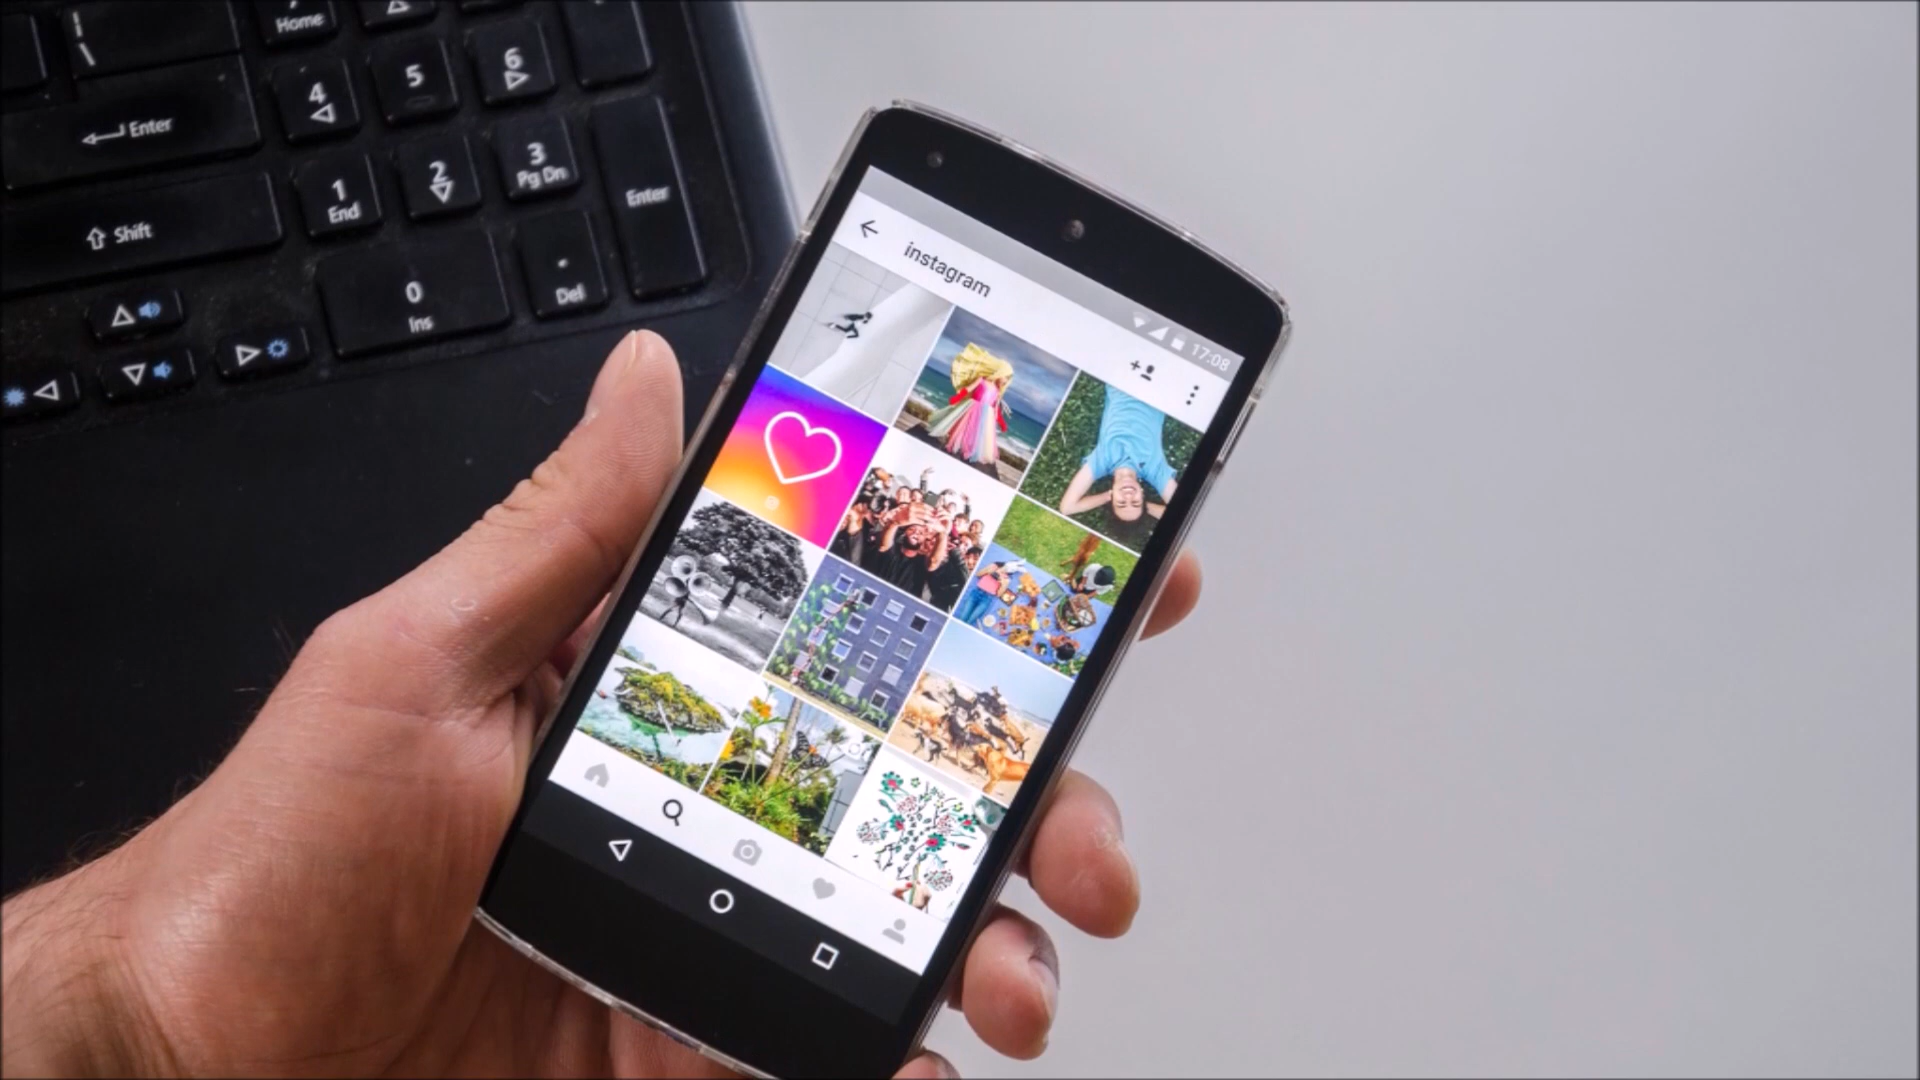 Home
4
5
6
Enter
1
End
2
3
Pg Dn
Enter
Shift
0
Ins
.
Del
instagram
17:08